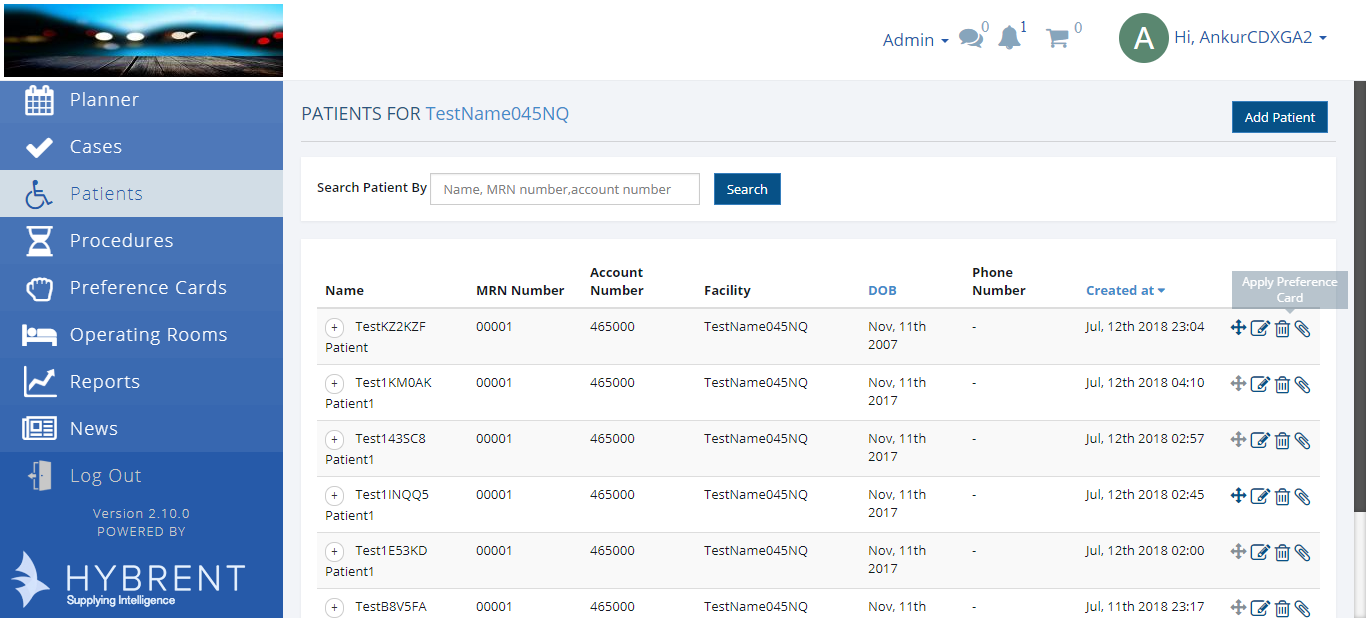 Admin
0
1
0
A
Hi, AnkurCDXGA2
Planner
Cases
Patients
Procedures
Preference Cards
Operating Rooms
Reports
News
Log Out
Version 2.10.0
POWERED BY
HYBRENT
Supplying Intelligence
PATIENTS FOR TestName045NQ
Add Patient
Search Patient By
Name, MRN number,account number
Search
Apply Preference
Card
Name MRN Number Account Number Facility DOB Phone Number Created at
+ TestKZ2KZF 00001 465000 TestName045NQ Nov, 11th - Jul, 12th 2018 23:04
Patient 2007
+ Test1KM0AK 00001 465000 TestName045NQ Nov, 11th - Jul, 12th 2018 04:10
Patient1 2017
+ Test143SC8 00001 465000 TestName045NQ Nov, 11th - Jul, 12th 2018 02:57
Patient1 2017
+ Test1INQQ5 00001 465000 TestName045NQ Nov, 11th - Jul, 12th 2018 02:45
Patient1 2017
+ Test1E53KD 00001 465000 TestName045NQ Nov, 11th - Jul, 12th 2018 02:00
Patient1 2017
+ TestB8V5FA 00001 465000 TestName045NQ Nov, 11th - Jul, 11th 2018 23:17